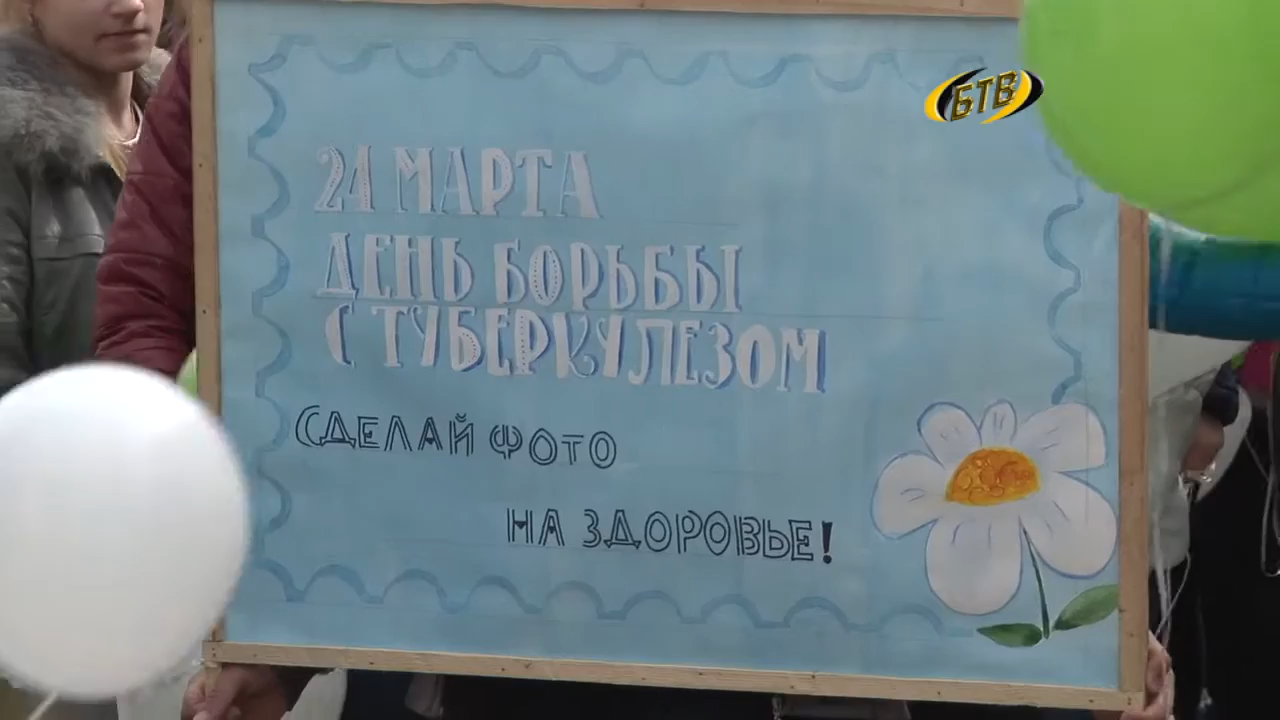 БТВ
24 МАРТА
ДЕНЬ БОРЬБЫ
С ТУБЕРКУЛЕЗОМ
СДЕЛАЙ ФОТО
НА ЗДОРОВЬЕ!